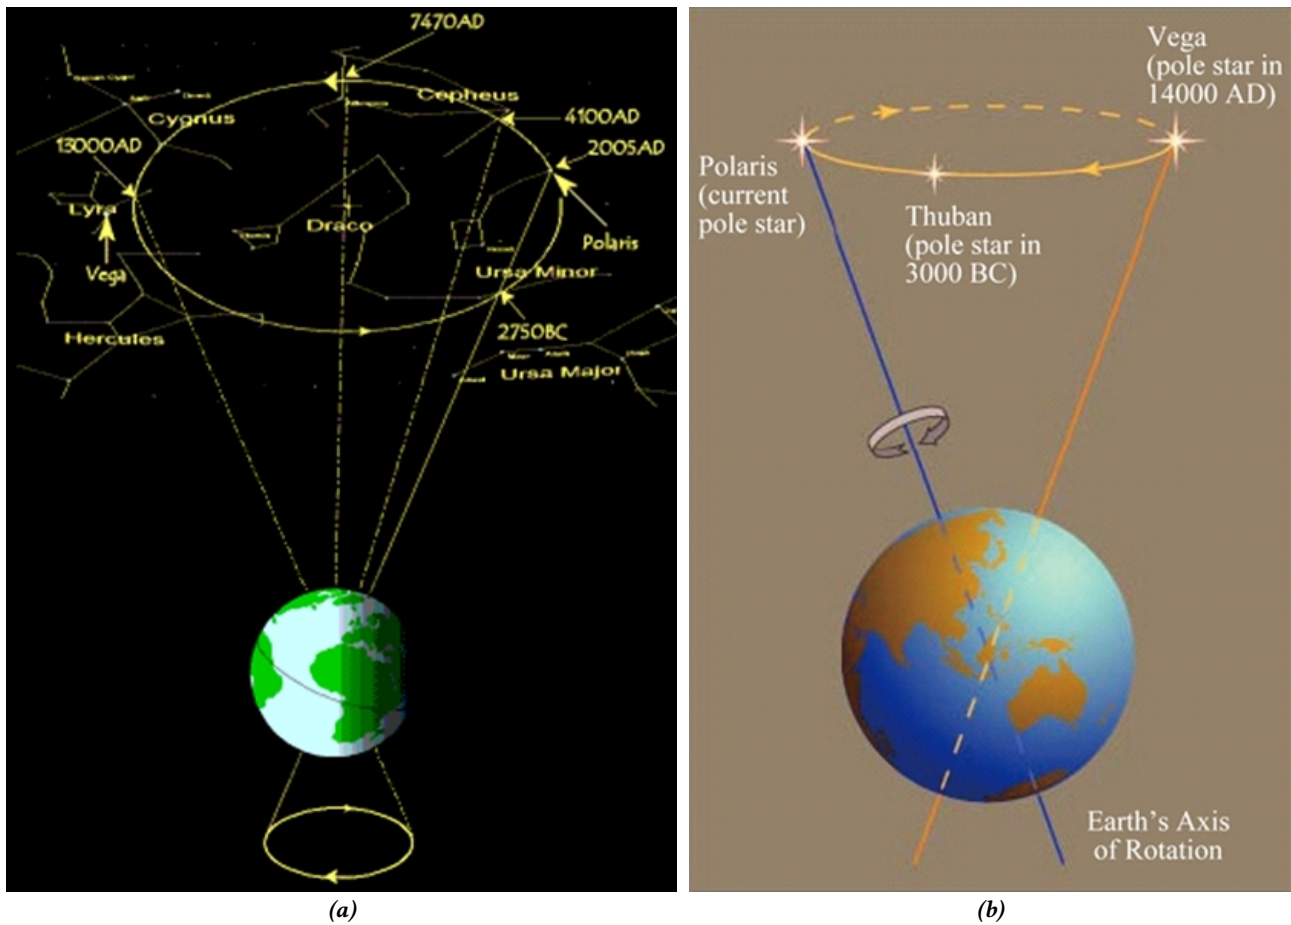 7470AD
Cepheus
Cygnus
4100AD
13000AD
2005AD
Lyra
Draco
Polaris
Vega
Ursa Minor
Hercules
2750BC
Ursa Major
(a)
Vega
(pole star in
14000 AD)
Polaris
(current
pole star)
Thuban
(pole star in
3000 BC)
Earth’s Axis
of Rotation
(b)